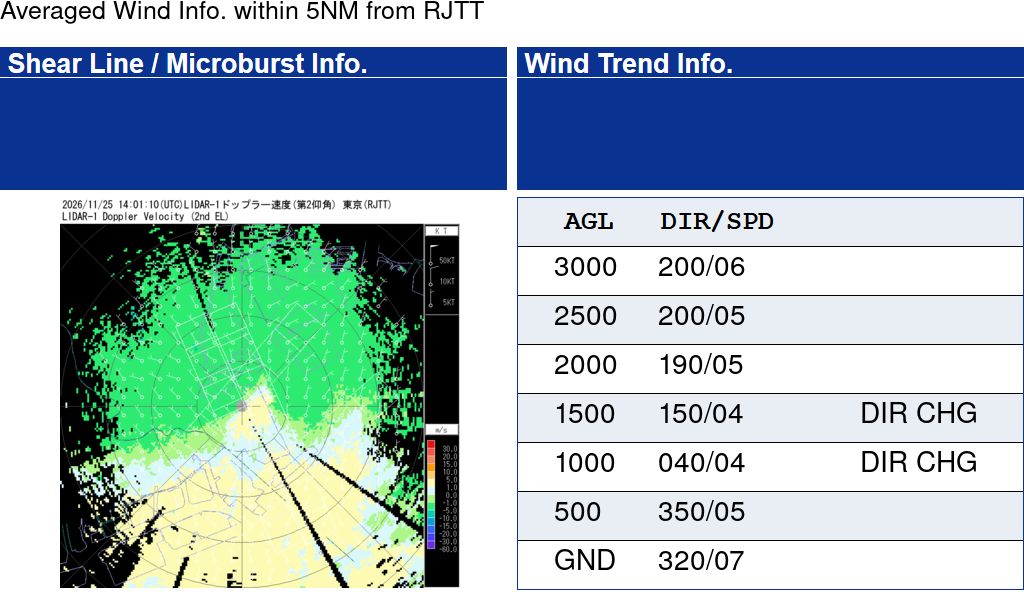 Averaged Wind Info. within 5NM from RJTT
Shear Line / Microburst Info.
Wind Trend Info.
2026/11/25 14:01:10(UTC)LIDAR-1ドップラー速度(第2仰角) 東京(RJTT)
LIDAR-1 Doppler Velocity (2nd EL)
KT
50KT
10KT
5KT
m/s
30.0
20.0
15.0
10.0
5.0
1.0
0.0
-1.0
-5.0
-10.0
-15.0
-20.0
-30.0
-60.0
AGL DIR/SPD
3000 200/06
2500 200/05
2000 190/05
1500 150/04 DIR CHG
1000 040/04 DIR CHG
500 350/05
GND 320/07